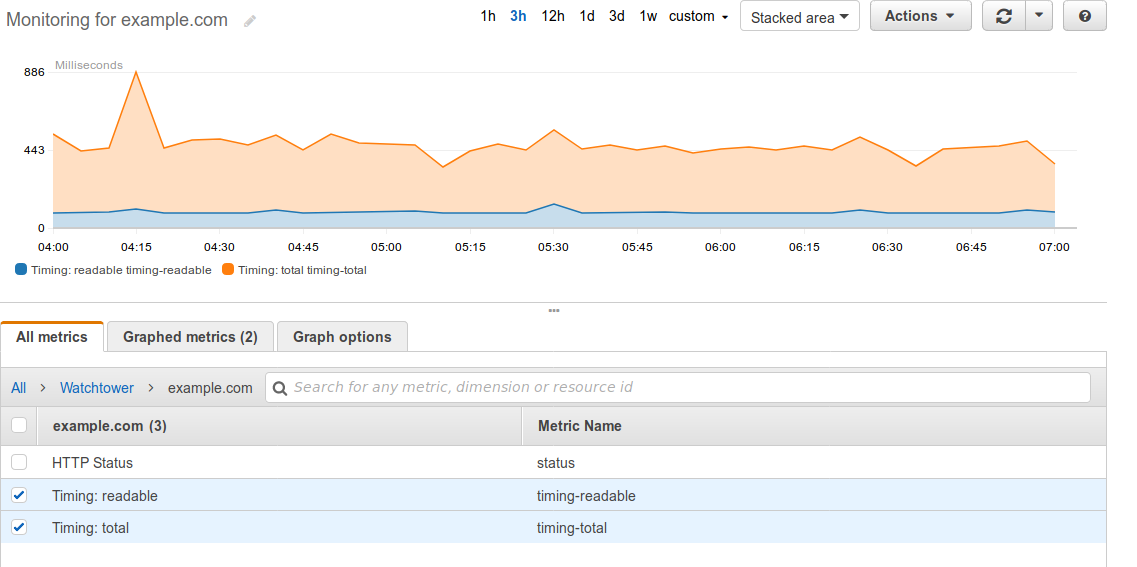 Monitoring for example.com
1h 3h 12h 1d 3d 1w custom Stacked area Actions
Milliseconds
886
443
0
04:00 04:15 04:30 04:45 05:00 05:15 05:30 05:45 06:00 06:15 06:30 06:45 07:00
Timing: readable timing-readable Timing: total timing-total
All metrics Graphed metrics (2) Graph options
All > Watchtower > example.com Search for any metric, dimension or resource id
example.com (3) Metric Name
HTTP Status status
Timing: readable timing-readable
Timing: total timing-total